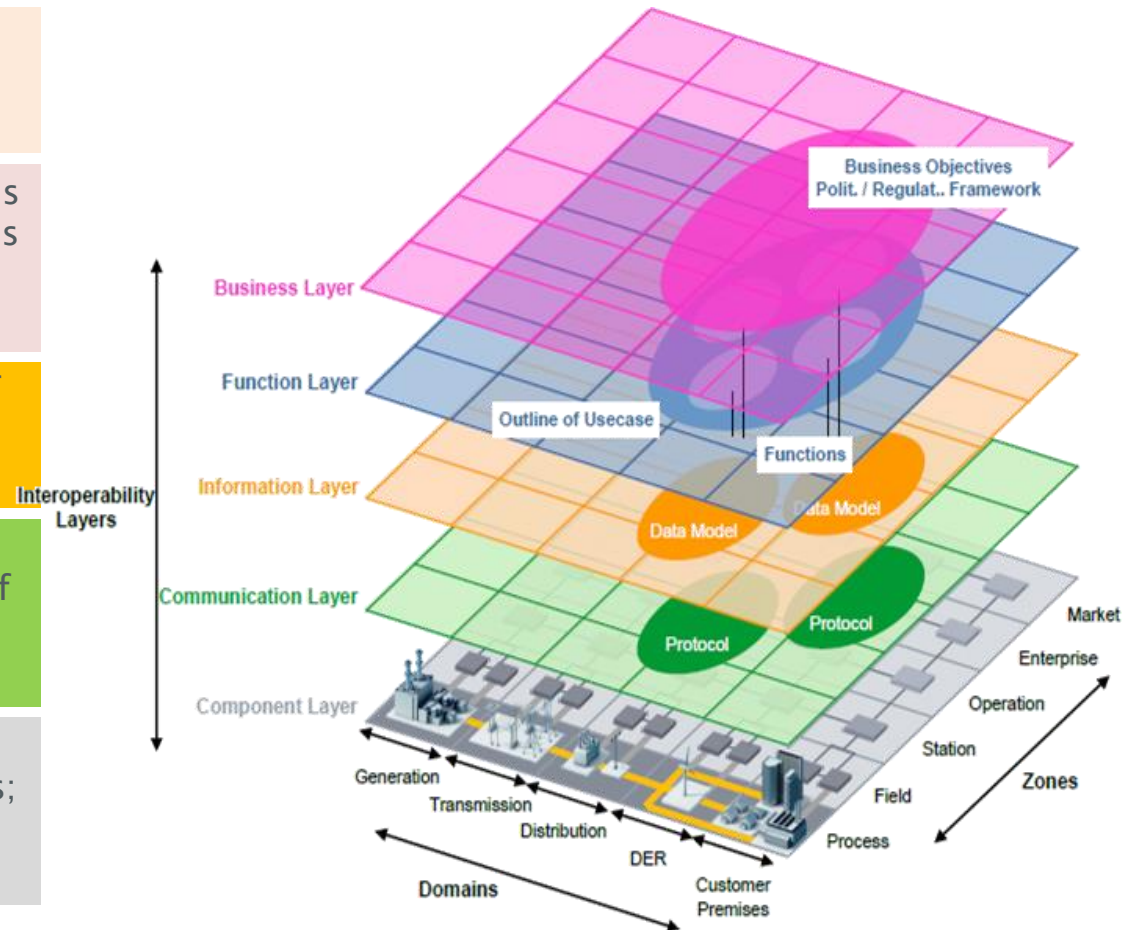 s
s
f
s;
Business Objectives
Polit. / Regulat.. Framework
Business Layer
Function Layer
Outline of Usecase
Functions
Information Layer
Interoperability
Layers
Data Model
Data Model
Communication Layer
Protocol
Protocol
Component Layer
Market
Enterprise
Operation
Station
Field
Process
Zones
Generation
Transmission
Distribution
DER
Customer
Premises
Domains